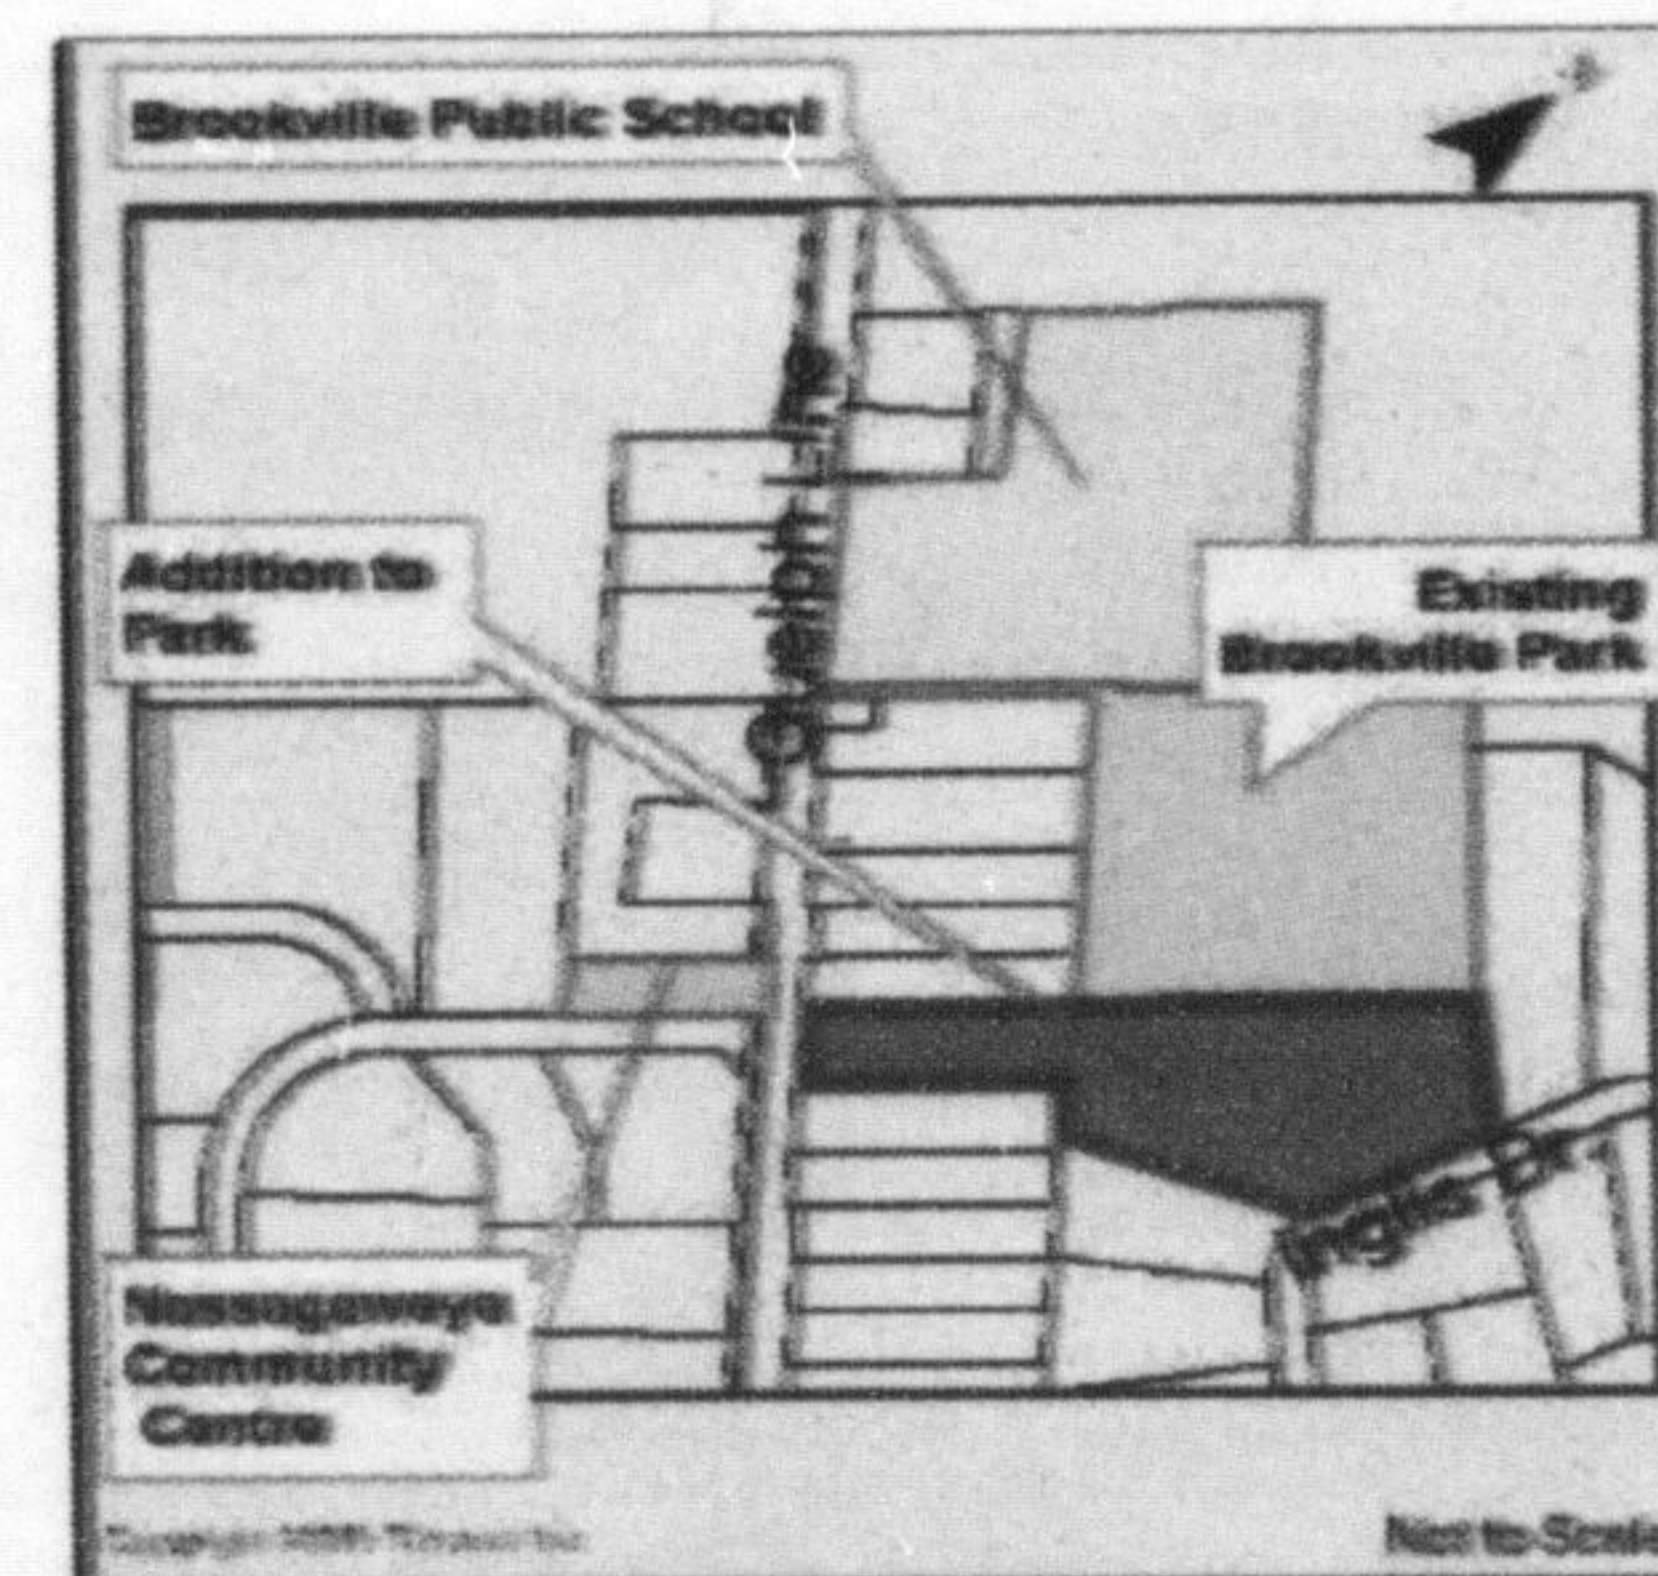 Brookville Public School
Guelph Line
Addition to
Park
Existing
Brookville Park
Inglis Dr.
Nassagaweya
Community
Centre
Copyright
Not to Scale